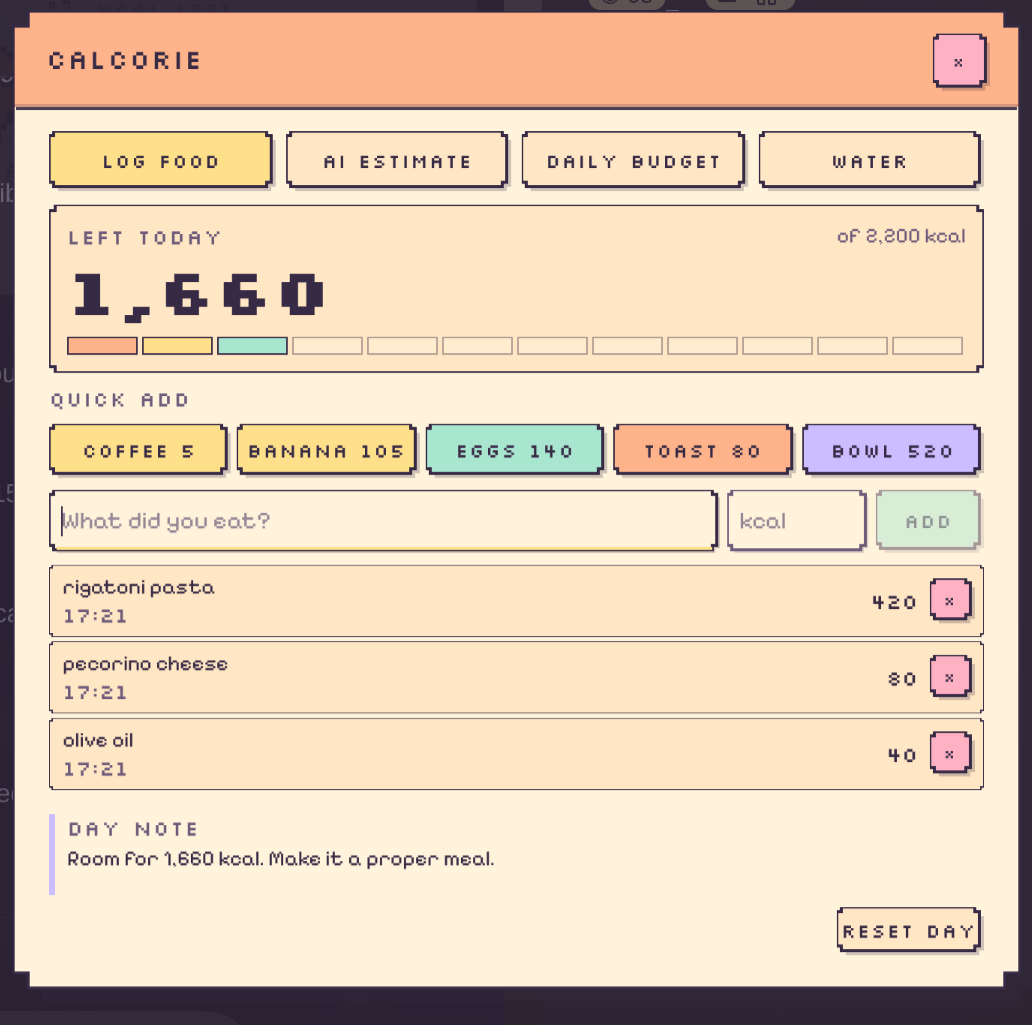 CALCORIE
x
LOG FOOD
AI ESTIMATE
DAILY BUDGET
WATER
LEFT TODAY
of 2,200 kcal
1,660
QUICK ADD
COFFEE 5
BANANA 105
EGGS 140
TOAST 80
BOWL 520
What did you eat?
kcal
ADD
rigatoni pasta
17:21
420
x
pecorino cheese
17:21
80
x
olive oil
17:21
40
x
DAY NOTE
Room for 1,660 kcal. Make it a proper meal.
RESET DAY